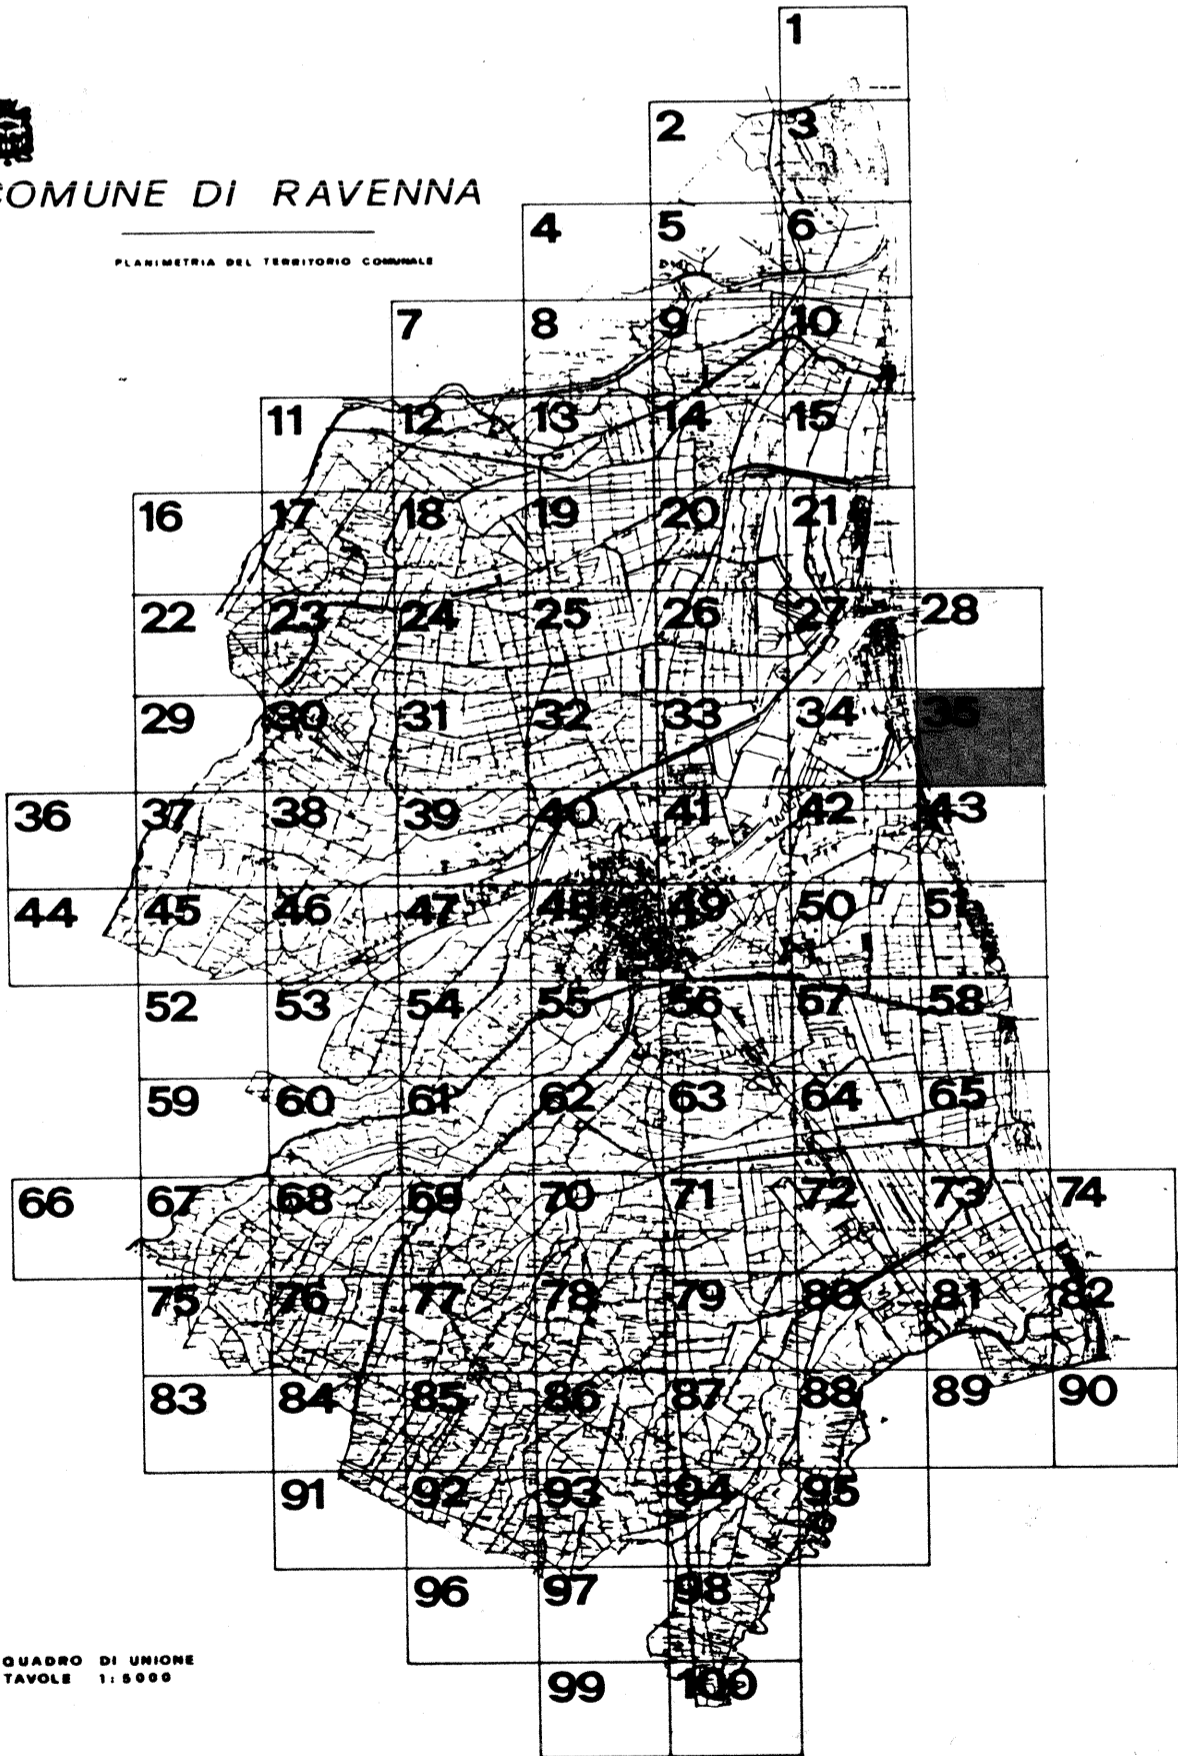 1
2 3
COMUNE DI RAVENNA
4 5 6
PLANIMETRIA DEL TERRITORIO COMUNALE
7 8 9 10
11 12 13 14 15
16 17 18 19 20 21
22 23 24 25 26 27 28
29 30 31 32 33 34 35
36 37 38 39 40 41 42 43
44 45 46 47 48 49 50 51
52 53 54 55 56 57 58
59 60 61 62 63 64 65
66 67 68 69 70 71 72 73 74
75 76 77 78 79 80 81 82
83 84 85 86 87 88 89 90
91 92 93 94 95
96 97 98
QUADRO DI UNIONE
TAVOLE 1:5000
99 100